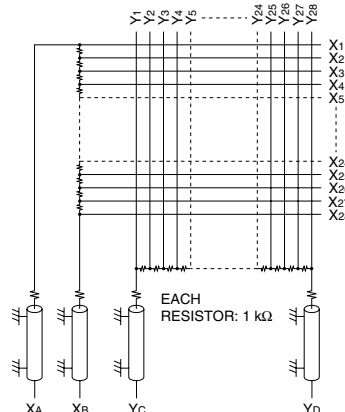 Y1 Y2 Y3 Y4 Y5 Y24 Y25 Y26 Y27 Y28
X1
X2
X3
X4
X5
X2
X2
X2
X2
X2
EACH
RESISTOR: 1 kΩ
XA XB YC YD